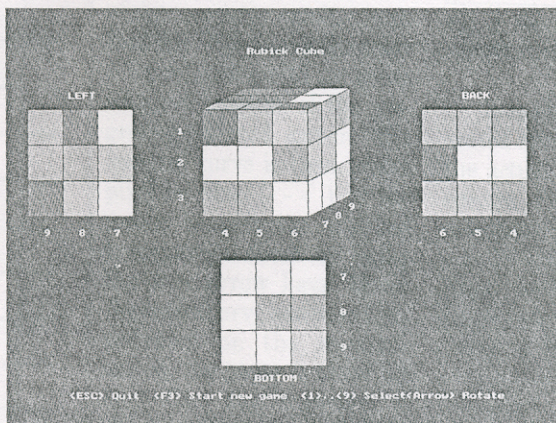 Rubick Cube
LEFT
BACK
1
2
3
9 8 7
4 5 6
7 8 9
6 5 4
7
8
9
BOTTOM
<ESC> Quit <F3> Start new game <1>..<9> Select<Arrow> Rotate